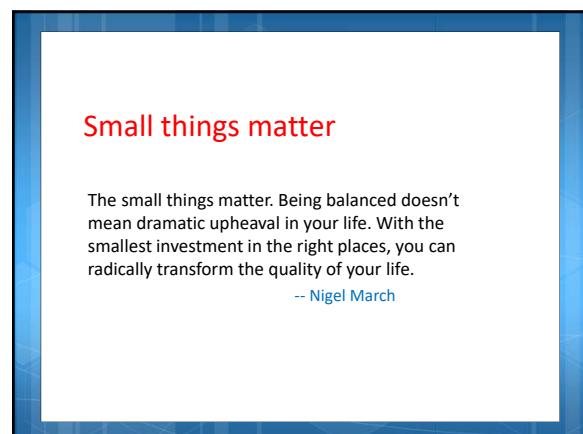 Small things matter
The small things matter. Being balanced doesn’t
mean dramatic upheaval in your life. With the
smallest investment in the right places, you can
radically transform the quality of your life.
-- Nigel March